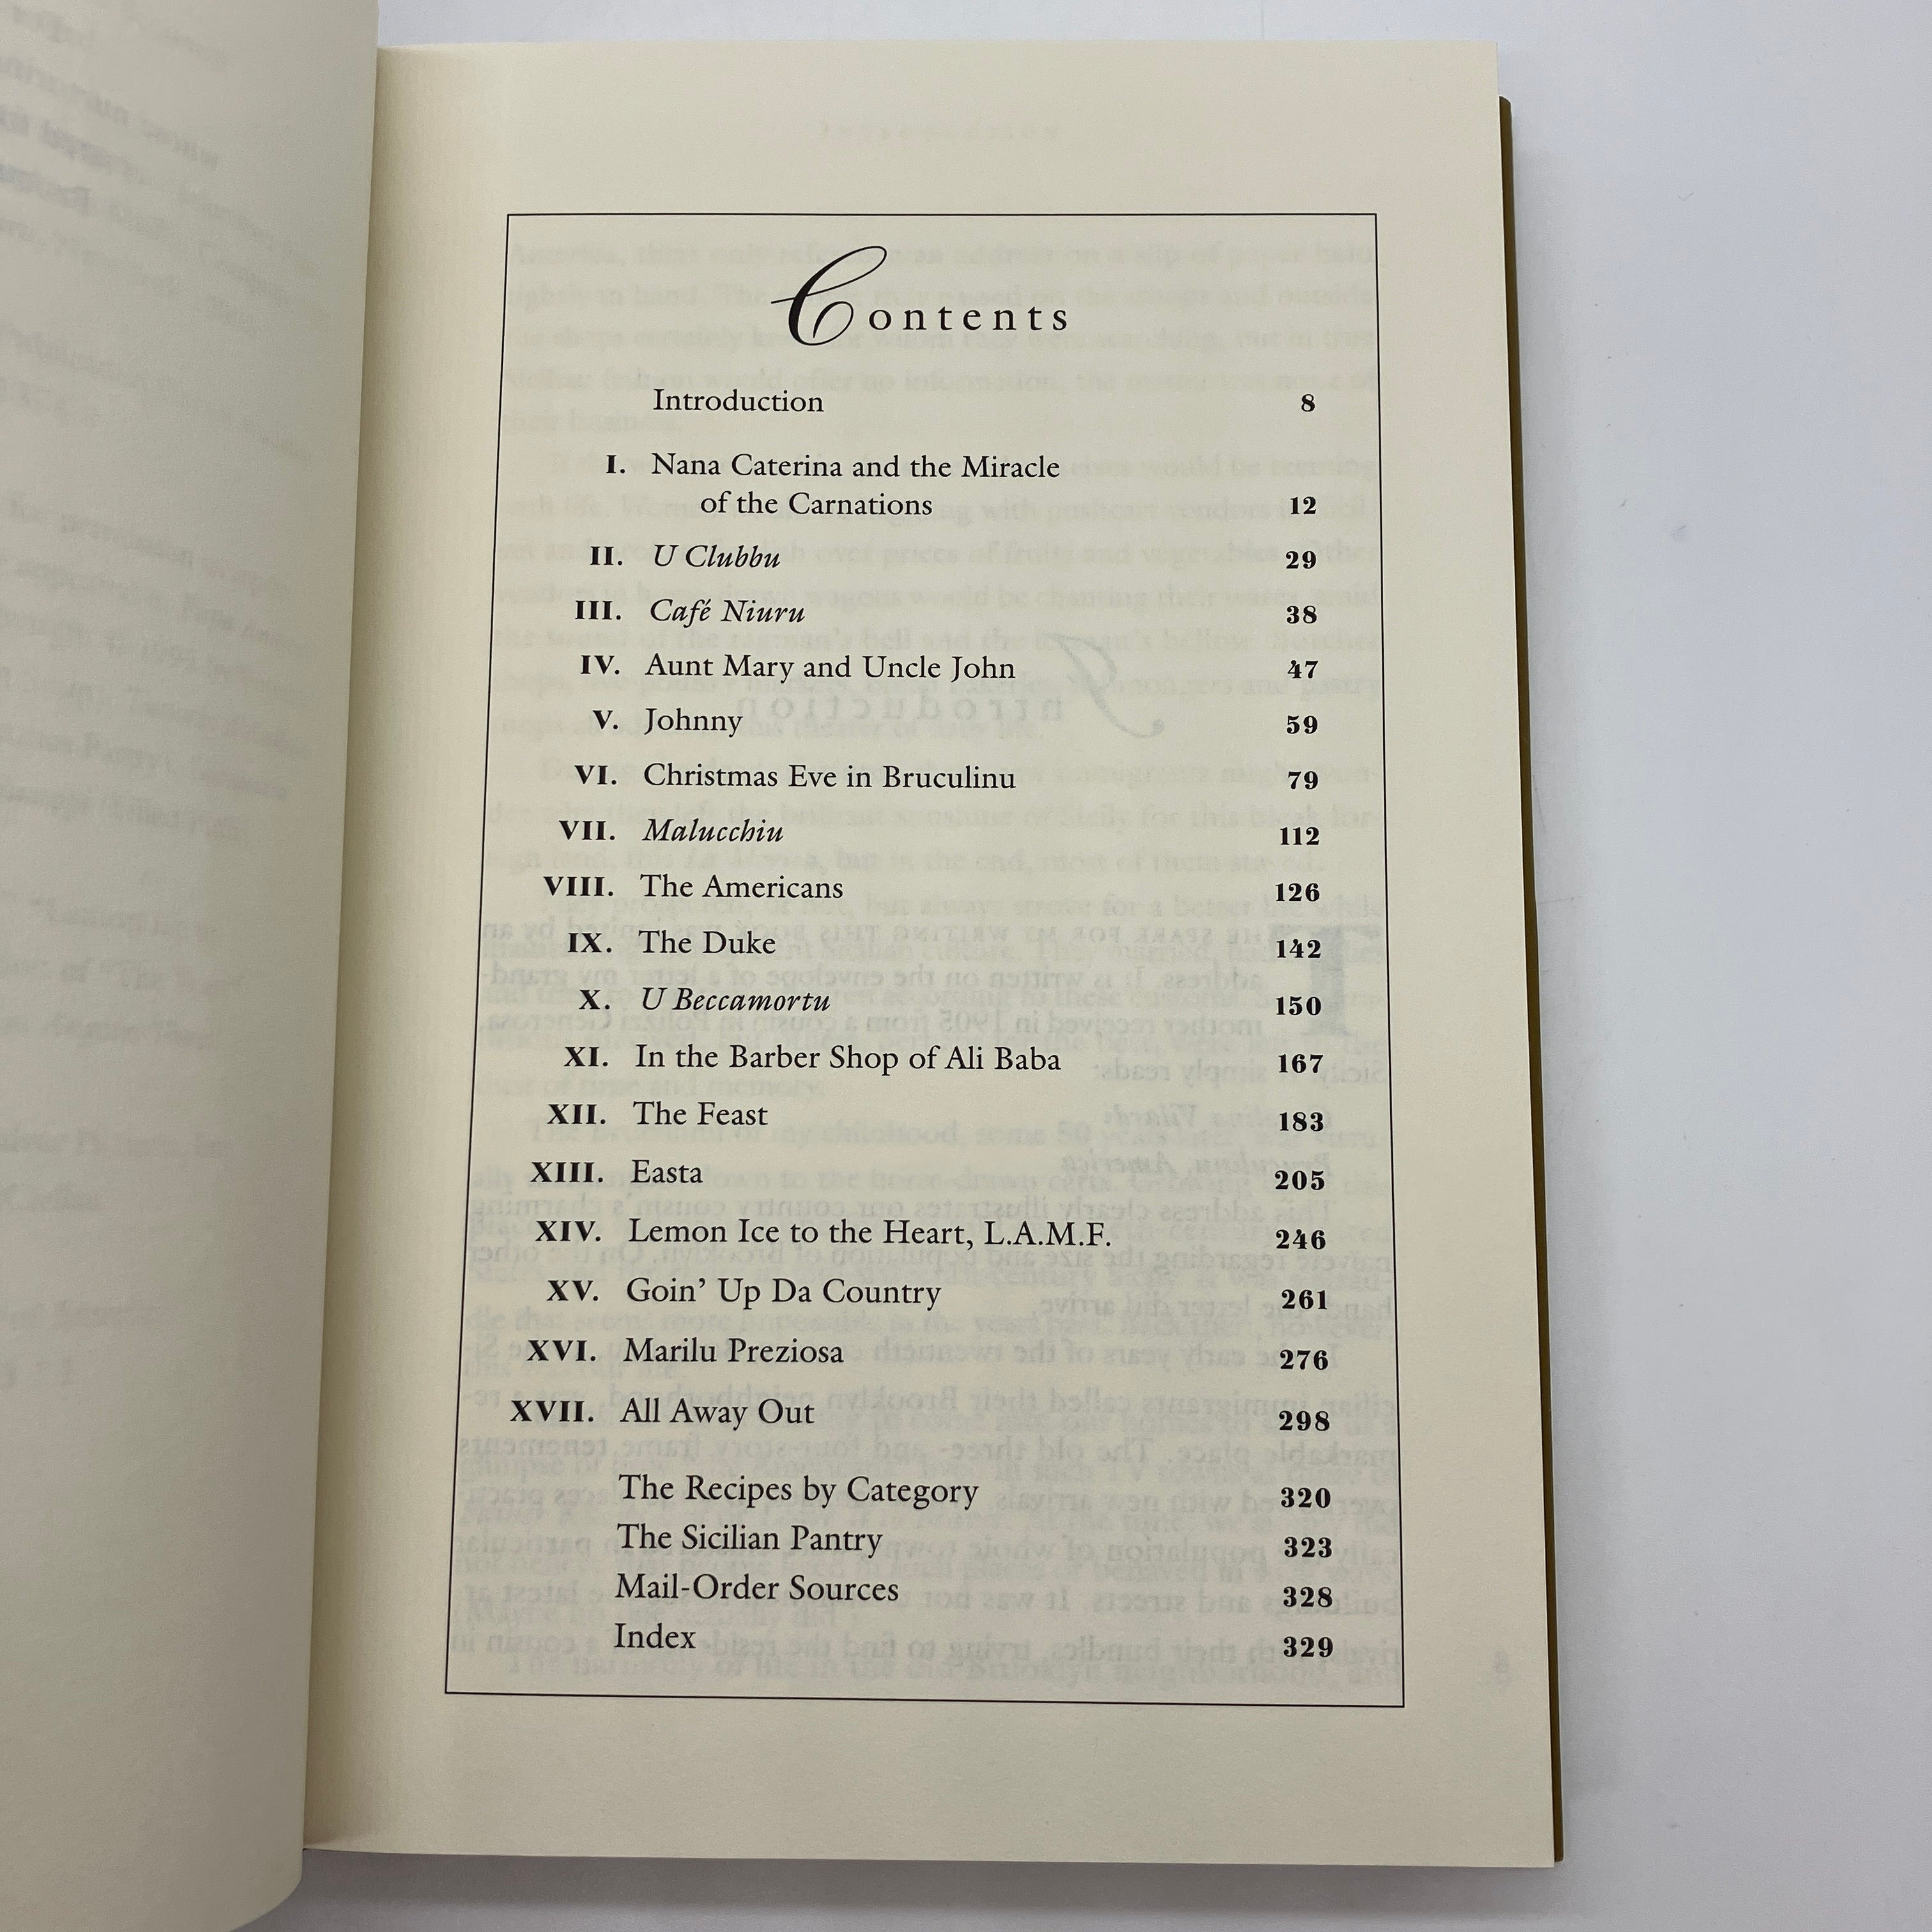 Contents
Introduction 8
I. Nana Caterina and the Miracle
of the Carnations 12
II. U Clubbu 29
III. Café Niuru 38
IV. Aunt Mary and Uncle John 47
V. Johnny 59
VI. Christmas Eve in Bruculinu 79
VII. Malucchiu 112
VIII. The Americans 126
IX. The Duke 142
X. U Beccamortu 150
XI. In the Barber Shop of Ali Baba 167
XII. The Feast 183
XIII. Easta 205
XIV. Lemon Ice to the Heart, L.A.M.F. 246
XV. Goin' Up Da Country 261
XVI. Marilu Preziosa 276
XVII. All Away Out 298
The Recipes by Category 320
The Sicilian Pantry 323
Mail-Order Sources 328
Index 329